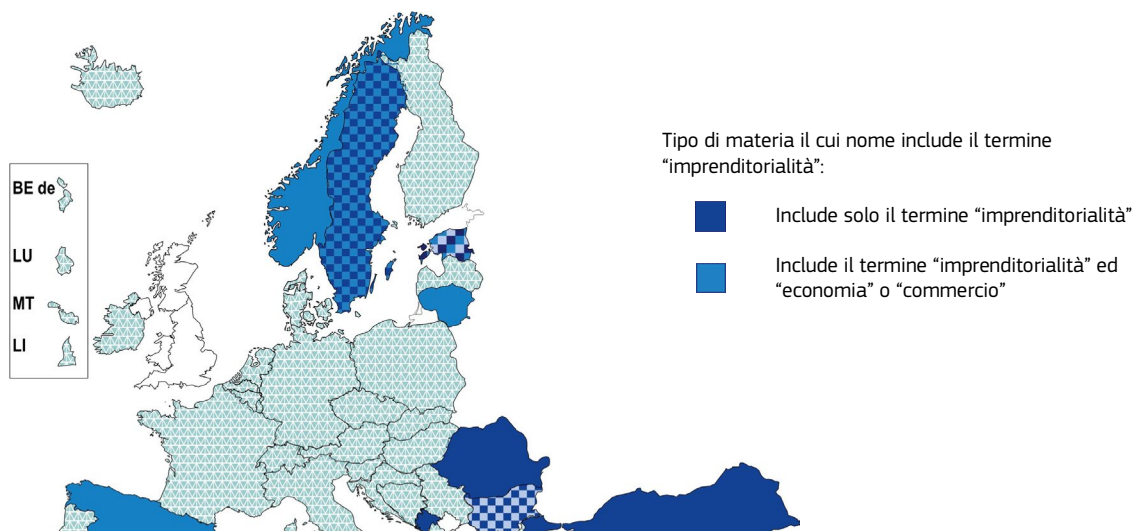 Tipo di materia il cui nome include il termine
“imprenditorialità”:
Include solo il termine “imprenditorialità”
Include il termine “imprenditorialità” ed
“economia” o “commercio”
BE de
LU
MT
LI